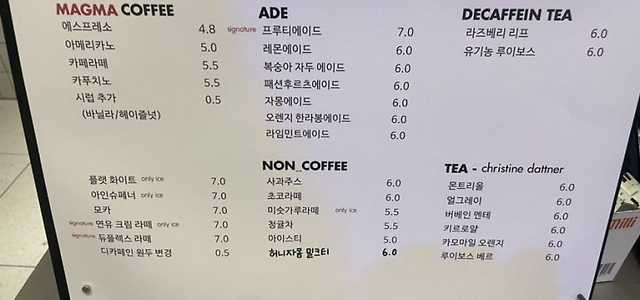 MAGMA COFFEE
에스프레소 4.8
아메리카노 5.0
카페라떼 5.5
카푸치노 5.5
시럽 추가 0.5
(바닐라/헤이즐넛)
플랫 화이트 only ice 7.0
아인슈페너 only ice 7.0
모카 7.0
signature 연유 크림 라떼 only ice 7.0
signature 듀플렉스 라떼 7.0
디카페인 원두 변경 0.5
ADE
signature 프루티에이드 7.0
레몬에이드 6.0
복숭아 자두 에이드 6.0
패션후르츠에이드 6.0
자몽에이드 6.0
오렌지 한라봉에이드 6.0
라임민트에이드 6.0
NON_COFFEE
사과주스 6.0
초코라떼 6.0
미숫가루라떼 only ice 5.5
청귤차 5.5
아이스티 5.0
허니자몽 밀크티 6.0
DECAFFEIN TEA
라즈베리 리프 6.0
유기농 루이보스 6.0
TEA - christine dattner
몬트리올 6.0
얼그레이 6.0
버베인 멘테 6.0
키르로얄 6.0
카모마일 오렌지 6.0
루이보스 베르 6.0